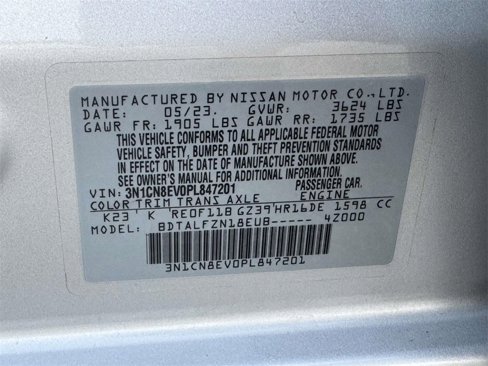 MANUFACTURED BY NISSAN MOTOR CO.,LTD.
DATE: 05/23. GVWR: 3624 LBS
GAWR FR: 1905 LBS GAWR RR: 1735 LBS
THIS VEHICLE CONFORMS TO ALL APPLICABLE FEDERAL MOTOR
VEHICLE SAFETY, BUMPER AND THEFT PREVENTION STANDARDS
IN EFFECT ON THE DATE OF MANUFACTURE SHOWN ABOVE.
SEE OWNER'S MANUAL FOR ADDITIONAL INFORMATION.
VIN: 3N1CN8EV0PL847201 PASSENGER CAR.
COLOR TRIM TRANS AXLE ENGINE
K23 K RE0F11B GZ39 HR16DE 1598 CC
MODEL: BDTALFZN18EUB----- 4Z000
3N1CN8EV0PL847201